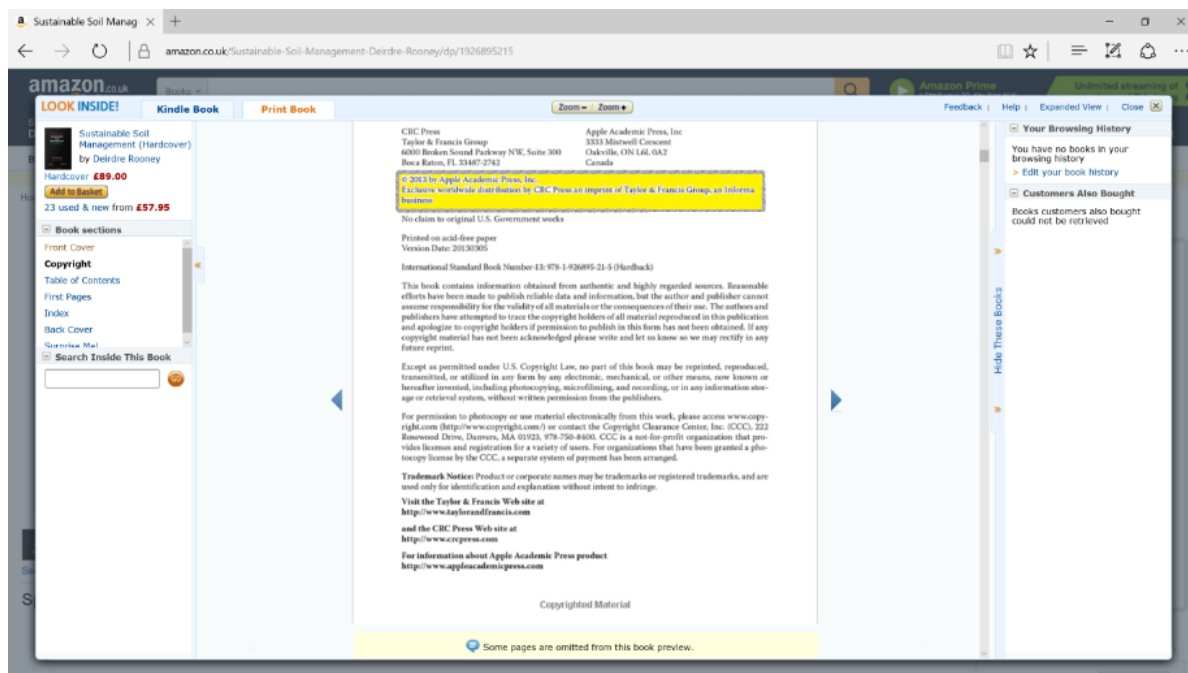 Sustainable Soil Manag
amazon.co.uk/Sustainable-Soil-Management-Deirdre-Rooney/dp/1926895215
amazon.co.uk
Books
Amazon Prime
Unlimited streaming of
LOOK INSIDE!
Kindle Book
Print Book
Zoom - Zoom +
Feedback | Help | Expanded View | Close
Sustainable Soil
Management (Hardcover)
by Deirdre Rooney
Hardcover £89.00
Add to Basket
23 used & new from £57.95
Book sections
Front Cover
Copyright
Table of Contents
First Pages
Index
Back Cover
Surprise Me!
Search Inside This Book
GO
CRC Press
Taylor & Francis Group
6000 Broken Sound Parkway NW, Suite 300
Boca Raton, FL 33487-2742
Apple Academic Press, Inc
3333 Mistwell Crescent
Oakville, ON L6L 0A2
Canada
© 2013 by Apple Academic Press, Inc.
Exclusive worldwide distribution by CRC Press an imprint of Taylor & Francis Group, an Informa
business
No claim to original U.S. Government works
Printed on acid-free paper
Version Date: 20130305
International Standard Book Number-13: 978-1-926895-21-5 (Hardback)
This book contains information obtained from authentic and highly regarded sources. Reasonable
efforts have been made to publish reliable data and information, but the author and publisher cannot
assume responsibility for the validity of all materials or the consequences of their use. The authors and
publishers have attempted to trace the copyright holders of all material reproduced in this publication
and apologize to copyright holders if permission to publish in this form has not been obtained. If any
copyright material has not been acknowledged please write and let us know so we may rectify in any
future reprint.
Except as permitted under U.S. Copyright Law, no part of this book may be reprinted, reproduced,
transmitted, or utilized in any form by any electronic, mechanical, or other means, now known or
hereafter invented, including photocopying, microfilming, and recording, or in any information stor-
age or retrieval system, without written permission from the publishers.
For permission to photocopy or use material electronically from this work, please access www.copy-
right.com (http://www.copyright.com/) or contact the Copyright Clearance Center, Inc. (CCC), 222
Rosewood Drive, Danvers, MA 01923, 978-750-8400. CCC is a not-for-profit organization that pro-
vides licenses and registration for a variety of users. For organizations that have been granted a pho-
tocopy license by the CCC, a separate system of payment has been arranged.
Trademark Notice: Product or corporate names may be trademarks or registered trademarks, and are
used only for identification and explanation without intent to infringe.
Visit the Taylor & Francis Web site at
http://www.taylorandfrancis.com
and the CRC Press Web site at
http://www.crcpress.com
For information about Apple Academic Press product
http://www.appleacademicpress.com
Copyrighted Material
Some pages are omitted from this book preview.
Hide These Books
Your Browsing History
You have no books in your
browsing history
> Edit your book history
Customers Also Bought
Books customers also bought
could not be retrieved